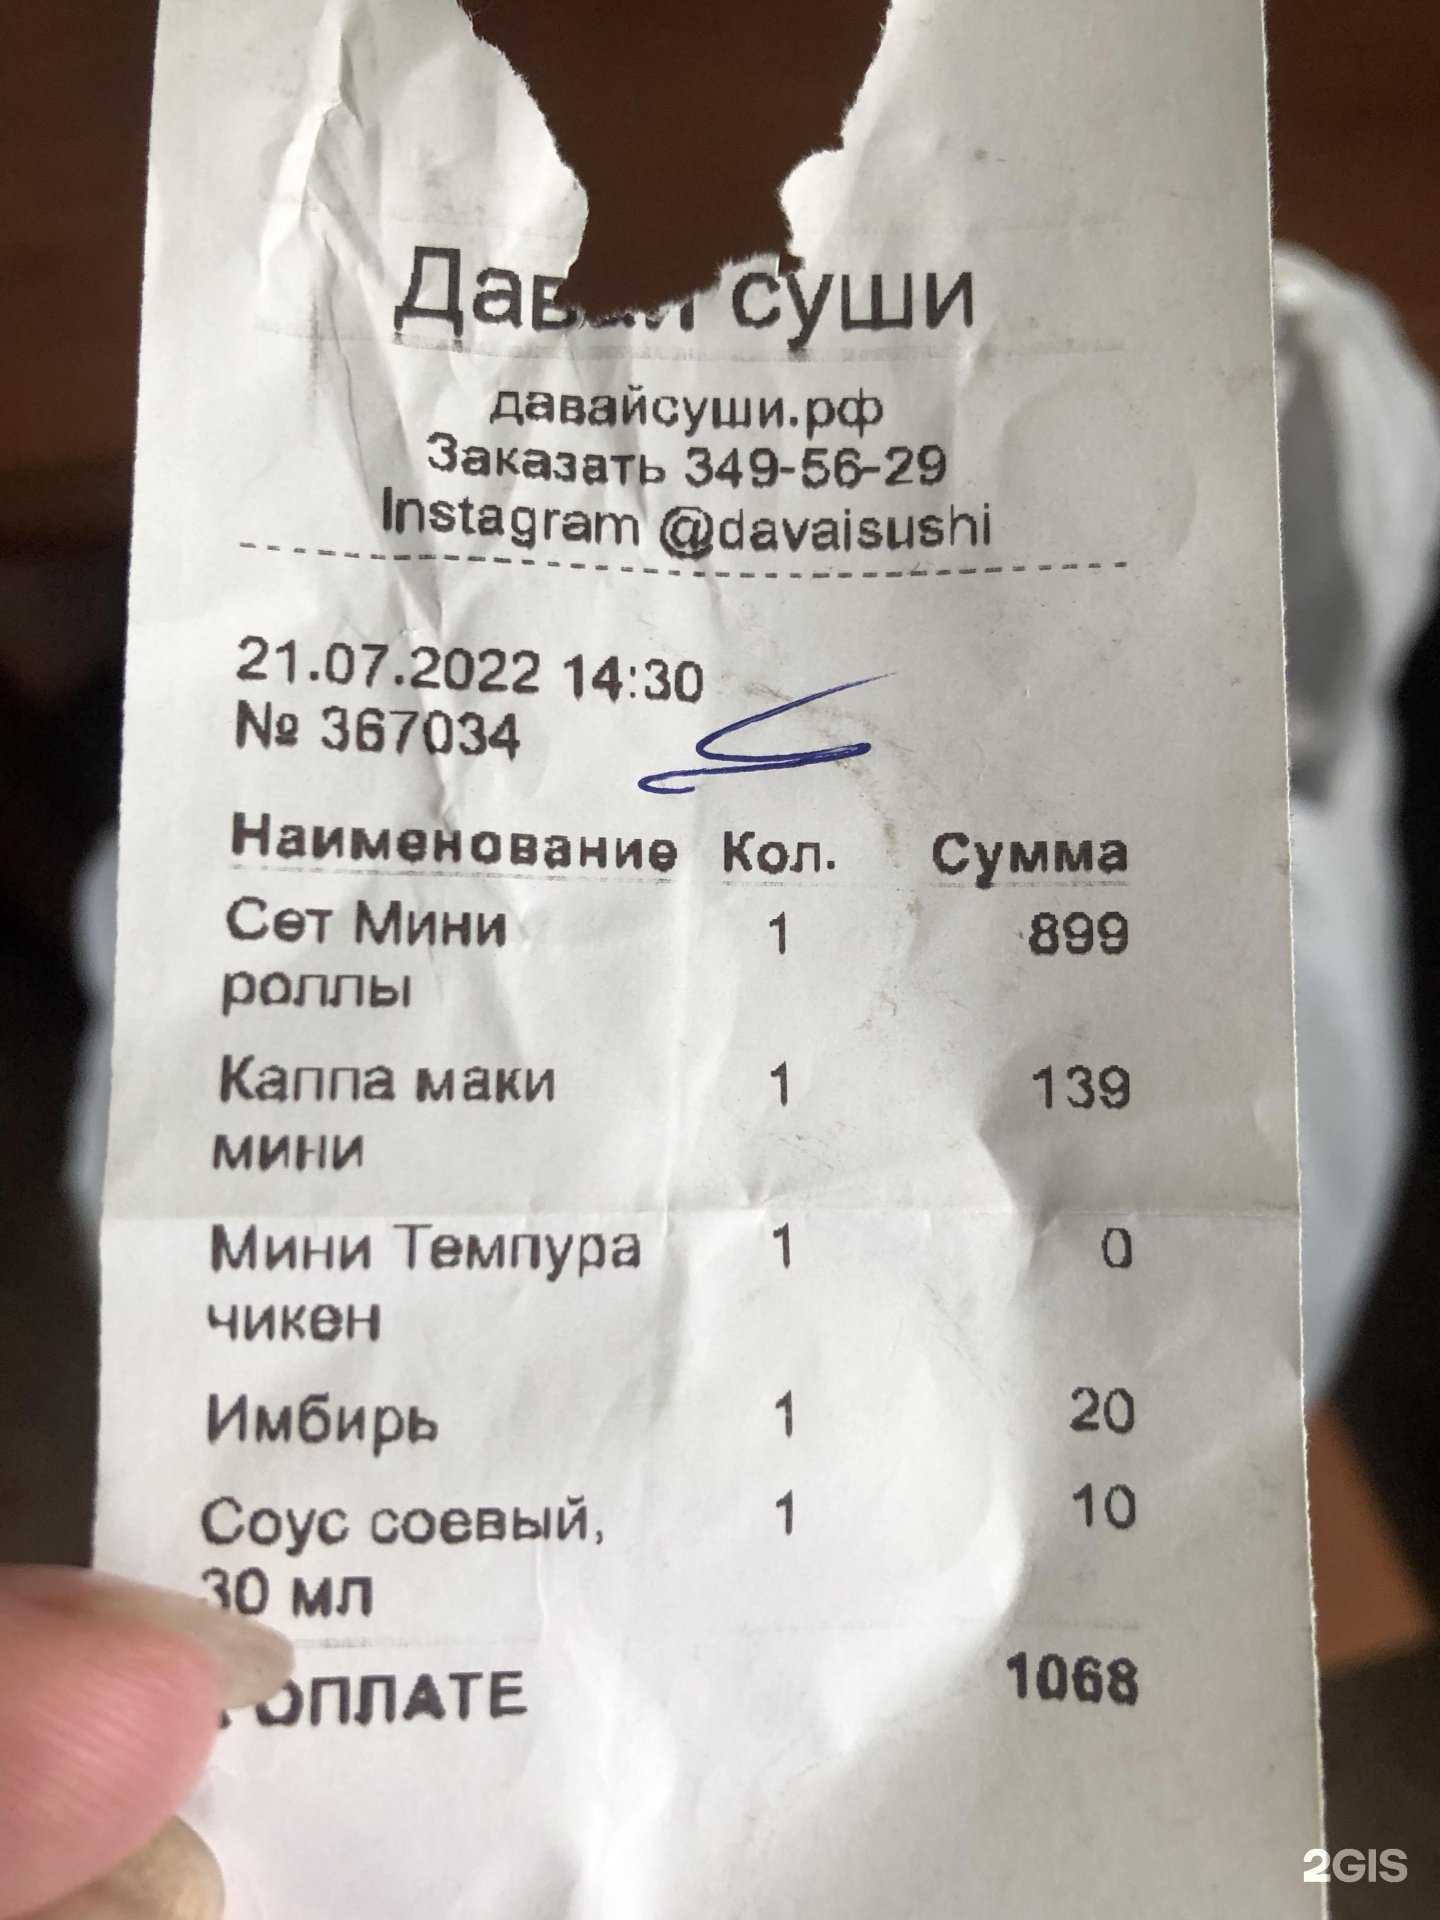 Давай суши
давайсуши.рф
Заказать 349-56-29
Instagram @davaisushi
21.07.2022 14:30
№ 367034
Наименование Кол. Сумма
Сет Мини 1 899
роллы
Каппа маки 1 139
мини
Мини Темпура 1 0
чикен
Имбирь 1 20
Соус соевый, 1 10
30 мл
К ОПЛАТЕ 1068
2GIS